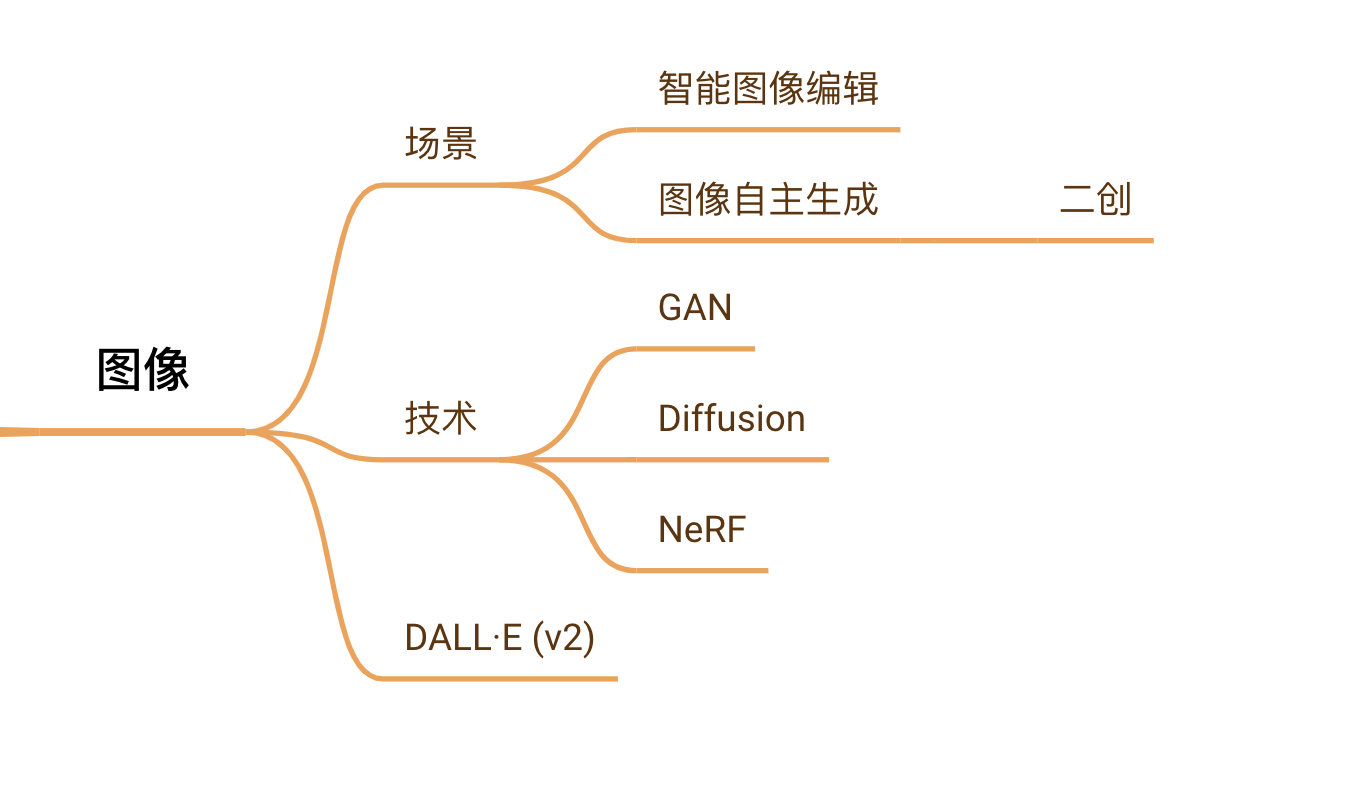 图像
场景
智能图像编辑
图像自主生成
二创
技术
GAN
Diffusion
NeRF
DALL·E (v2)